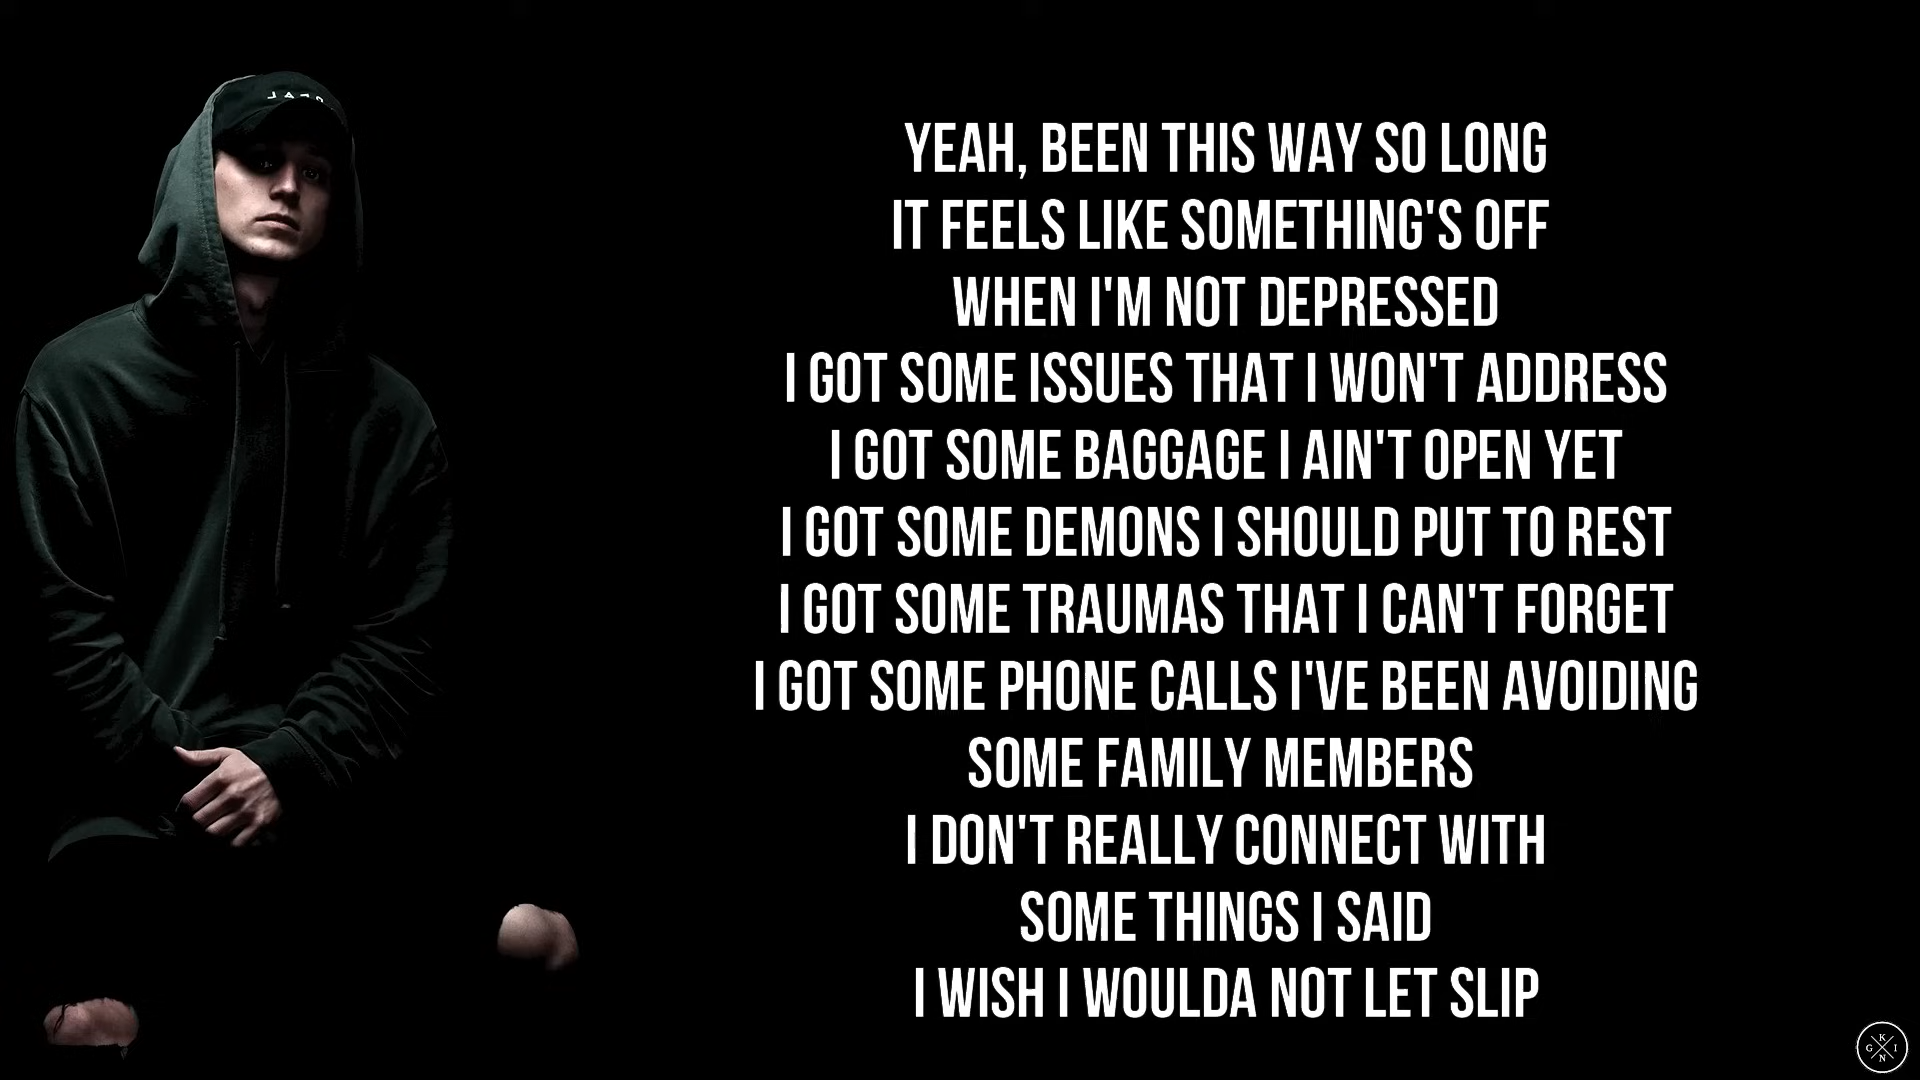 YEAH, BEEN THIS WAY SO LONG
IT FEELS LIKE SOMETHING'S OFF
WHEN I'M NOT DEPRESSED
I GOT SOME ISSUES THAT I WON'T ADDRESS
I GOT SOME BAGGAGE I AIN'T OPEN YET
I GOT SOME DEMONS I SHOULD PUT TO REST
I GOT SOME TRAUMAS THAT I CAN'T FORGET
I GOT SOME PHONE CALLS I'VE BEEN AVOIDING
SOME FAMILY MEMBERS
I DON'T REALLY CONNECT WITH
SOME THINGS I SAID
I WISH I WOULDA NOT LET SLIP
K
G I
N